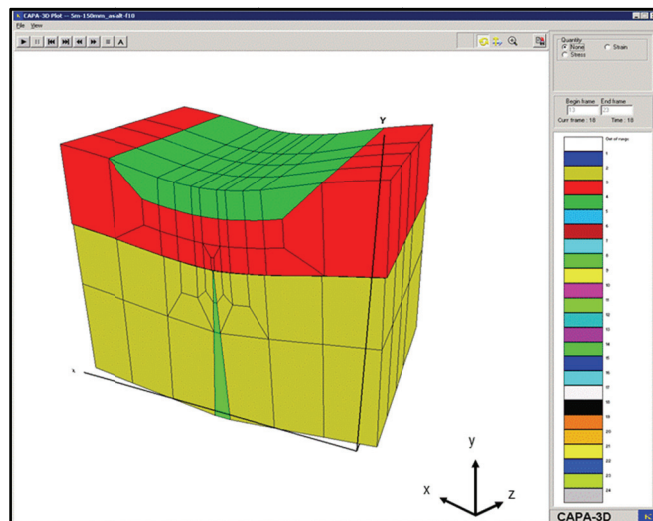 CAPA-3D Plot -- 5m-150mm_asalt-f10
File View
Quantity
None
Strain
Stress
Begin frame End frame
Curr frame : 18 Time : 18
Out of range
1
2
3
4
5
6
7
8
9
10
11
12
13
14
15
16
17
18
19
20
21
22
23
24
Y
y
x
z
CAPA-3D